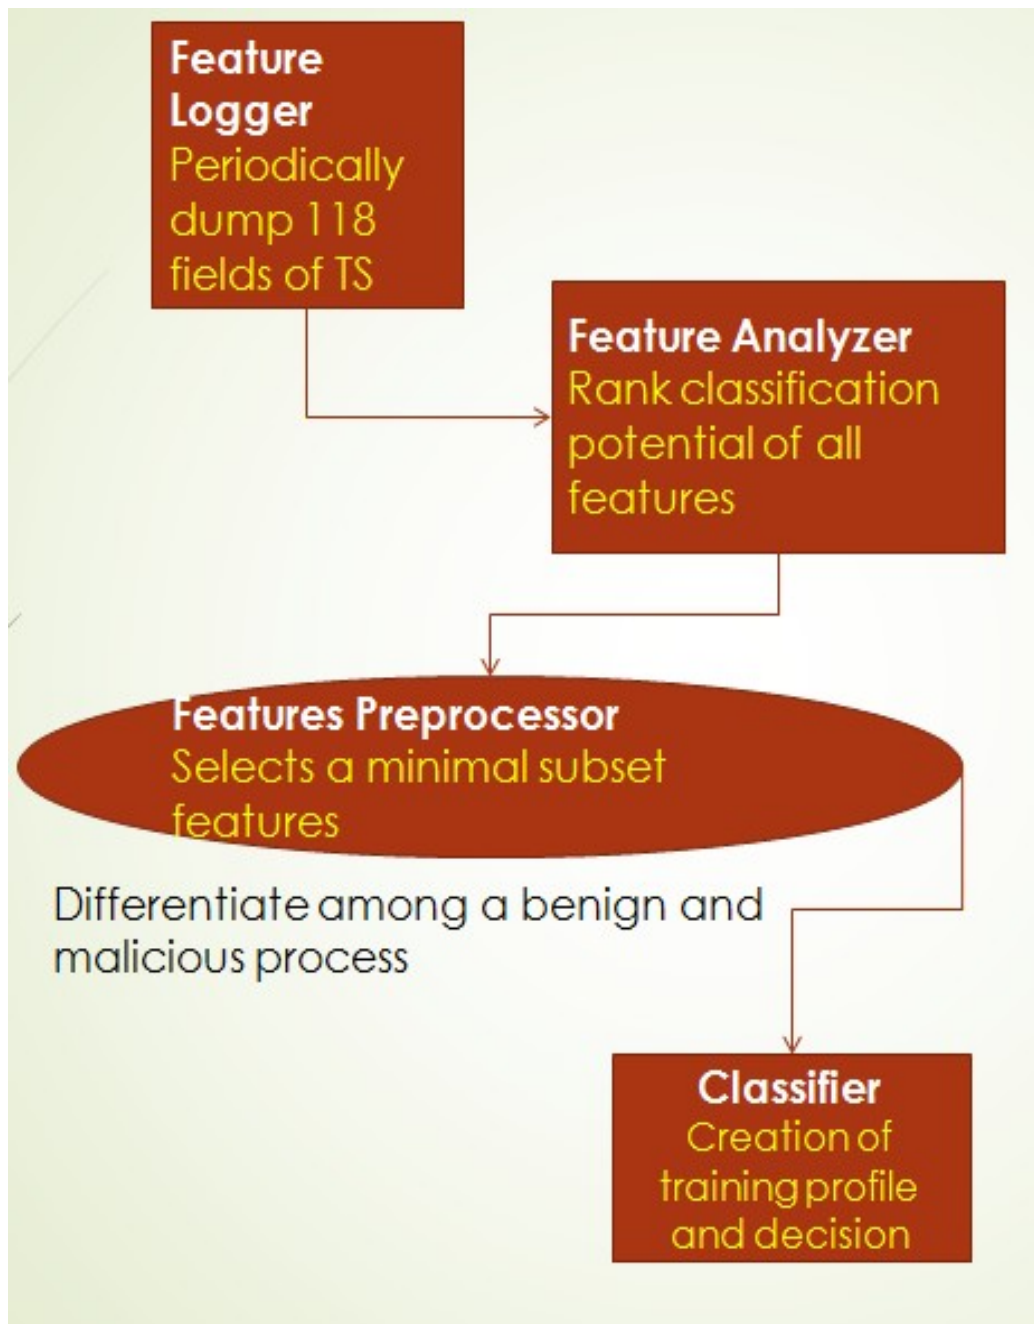 Feature
Logger
Periodically
dump 118
fields of TS
Feature Analyzer
Rank classification
potential of all
features
Features Preprocessor
Selects a minimal subset
features
Differentiate among a benign and
malicious process
Classifier
Creation of
training profile
and decision